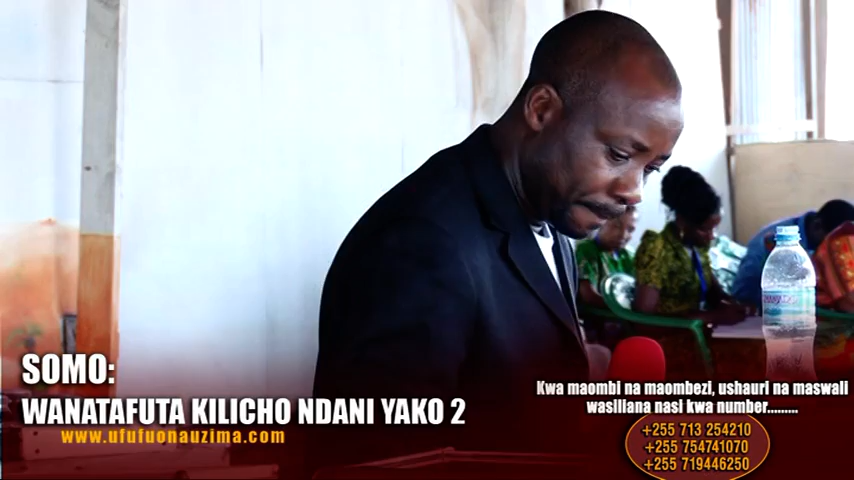 SOMO:
WANATAFUTA KILICHO NDANI YAKO 2
www.ufufuonauzima.com
Kwa maombi na maombezi, ushauri na maswali
wasiliana nasi kwa number.........
+255 713 254210
+255 754741070
+255 719446250